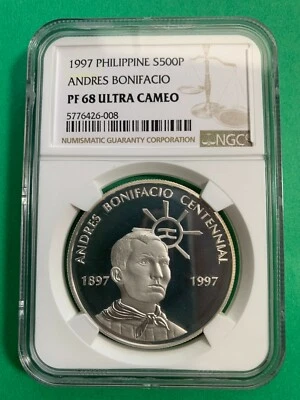 1997 PHILIPPINE S500P
ANDRES BONIFACIO
PF 68 ULTRA CAMEO
5776426-008
NUMISMATIC GUARANTY CORPORATION
NGC
ANDRES BONIFACIO CENTENNIAL
1897
1997